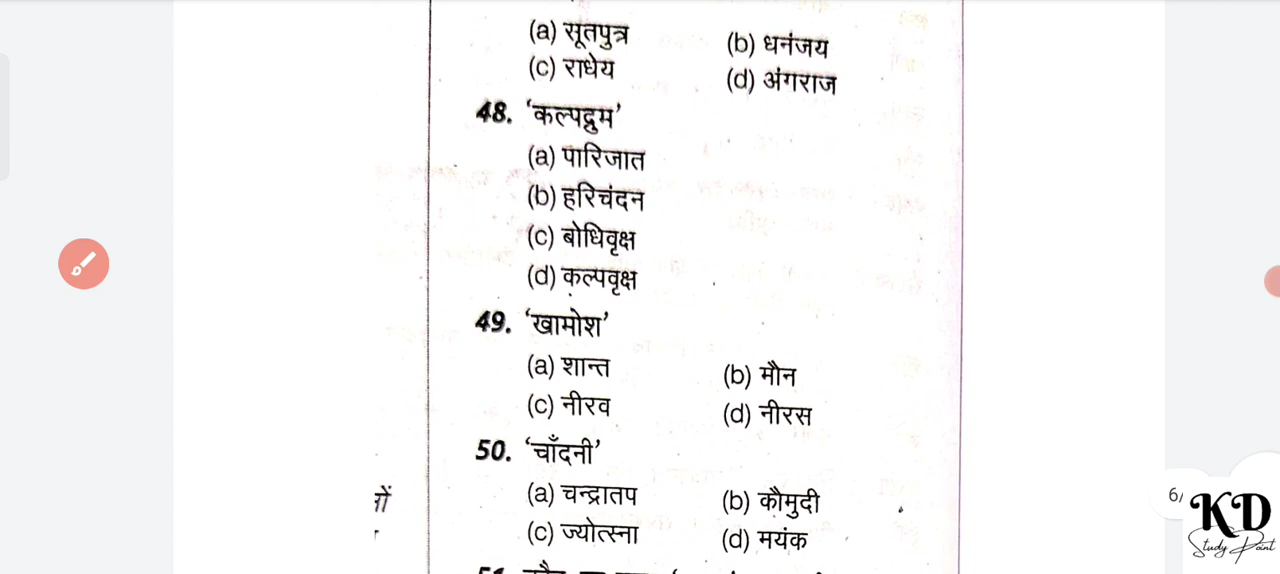 (a) सूतपुत्र (b) धनंजय
(c) राधेय (d) अंगराज
48. ‘कल्पद्रुम’
(a) पारिजात
(b) हरिचंदन
(c) बोधिवृक्ष
(d) कल्पवृक्ष
49. ‘खामोश’
(a) शान्त (b) मौन
(c) नीरव (d) नीरस
50. ‘चाँदनी’
(a) चन्द्रातप (b) कौमुदी
(c) ज्योत्स्ना (d) मयंक
6/
KD
Study Point